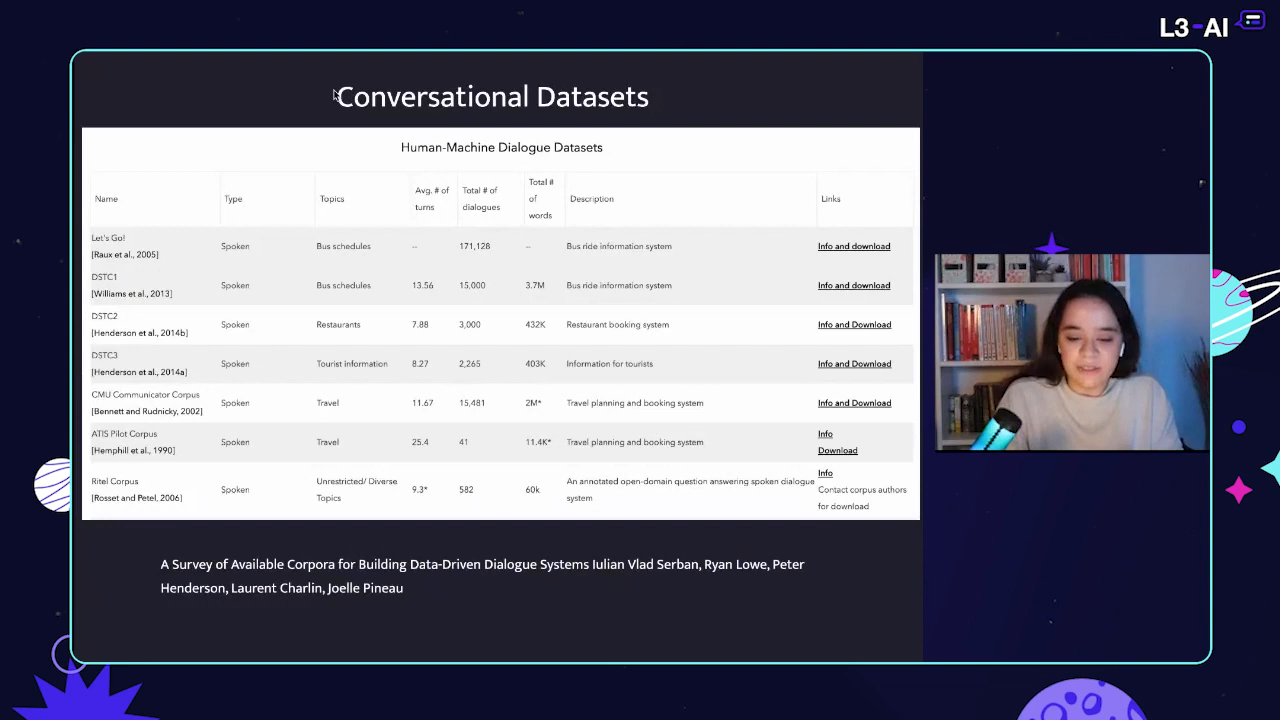 L3-AI
Conversational Datasets
Human-Machine Dialogue Datasets
Name Type Topics Avg. # of turns Total # of dialogues Total # of words Description Links
Let's Go! [Raux et al., 2005] Spoken Bus schedules -- 171,128 -- Bus ride information system Info and download
DSTC1 [Williams et al., 2013] Spoken Bus schedules 13.56 15,000 3.7M Bus ride information system Info and download
DSTC2 [Henderson et al., 2014b] Spoken Restaurants 7.88 3,000 432K Restaurant booking system Info and Download
DSTC3 [Henderson et al., 2014a] Spoken Tourist information 8.27 2,265 403K Information for tourists Info and Download
CMU Communicator Corpus [Bennett and Rudnicky, 2002] Spoken Travel 11.67 15,481 2M* Travel planning and booking system Info and Download
ATIS Pilot Corpus [Hemphill et al., 1990] Spoken Travel 25.4 41 11.4K* Travel planning and booking system Info Download
Ritel Corpus [Rosset and Petel, 2006] Spoken Unrestricted/ Diverse Topics 9.3* 582 60k An annotated open-domain question answering spoken dialogue system Info Contact corpus authors for download
A Survey of Available Corpora for Building Data-Driven Dialogue Systems Iulian Vlad Serban, Ryan Lowe, Peter
Henderson, Laurent Charlin, Joelle Pineau